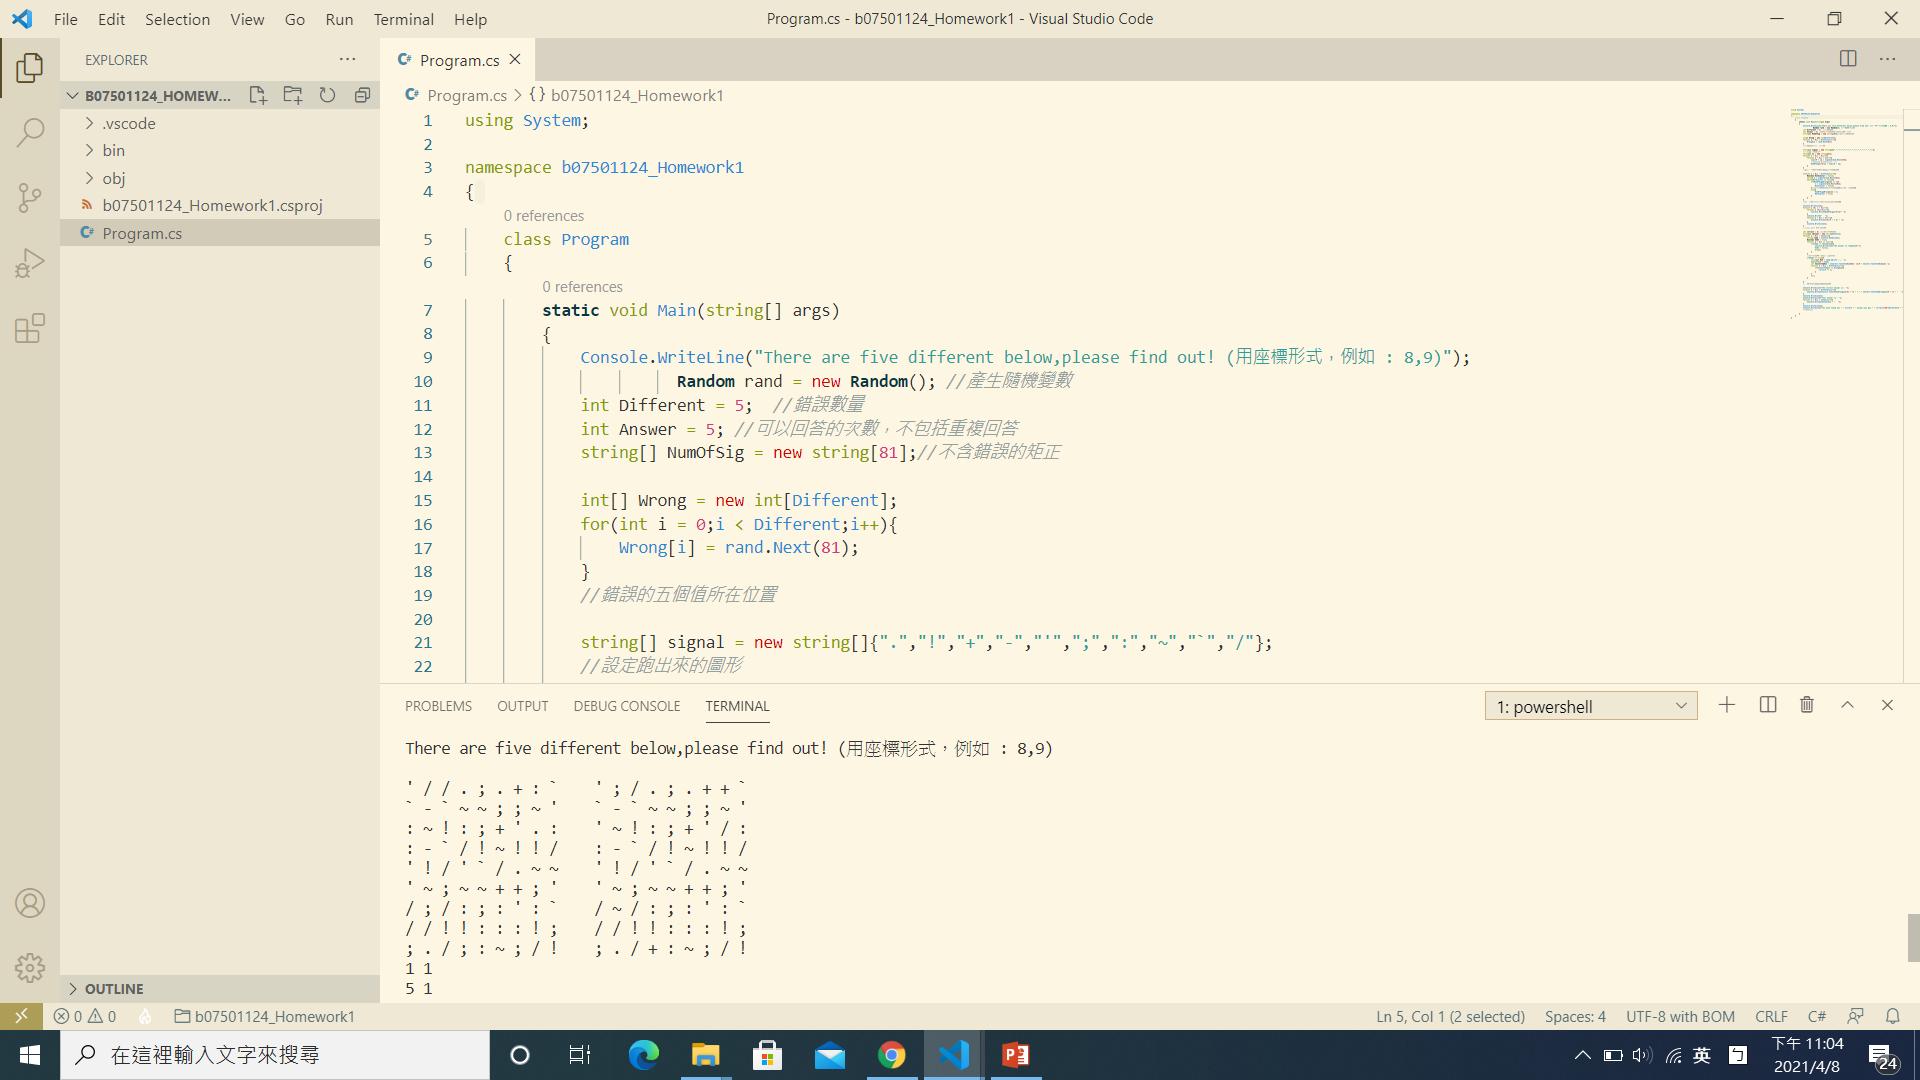 File Edit Selection View Go Run Terminal Help
Program.cs - b07501124_Homework1 - Visual Studio Code
EXPLORER
B07501124_HOMEW...
.vscode
bin
obj
b07501124_Homework1.csproj
Program.cs
OUTLINE
Program.cs
Program.cs > {} b07501124_Homework1
1 using System;
2
3 namespace b07501124_Homework1
4 {
0 references
5 class Program
6 {
0 references
7 static void Main(string[] args)
8 {
9 Console.WriteLine("There are five different below,please find out! (用座標形式，例如 : 8,9)");
10 Random rand = new Random(); //產生隨機變數
11 int Different = 5;  //錯誤數量
12 int Answer = 5; //可以回答的次數，不包括重複回答
13 string[] NumOfSig = new string[81];//不含錯誤的矩正
14
15 int[] Wrong = new int[Different];
16 for(int i = 0;i < Different;i++){
17 Wrong[i] = rand.Next(81);
18 }
19 //錯誤的五個值所在位置
20
21 string[] signal = new string[]{".","!","+","-","'",";",":","~","`","/"};
22 //設定跑出來的圖形
PROBLEMS OUTPUT DEBUG CONSOLE TERMINAL
1: powershell
There are five different below,please find out! (用座標形式，例如 : 8,9)
' / / . ; . + : `    ' ; / . ; . + + `
` - ` ~ ~ ; ; ~ '    ` - ` ~ ~ ; ; ~ '
: ~ ! : ; + ' . :    ' ~ ! : ; + ' / :
: - ` / ! ~ ! ! /    : - ` / ! ~ ! ! /
' ! / ' ` / . ~ ~    ' ! / ' ` / . ~ ~
' ~ ; ~ ~ + + ; '    ' ~ ; ~ ~ + + ; '
/ ; / : ; : ' : `    / ~ / : ; : ' : `
/ / ! ! : : : ! ;    / / ! ! : : : ! ;
; . / ; : ~ ; / !    ; . / + : ~ ; / !
1 1
5 1
0 0 b07501124_Homework1
Ln 5, Col 1 (2 selected) Spaces: 4 UTF-8 with BOM CRLF C#
在這裡輸入文字來搜尋
英
下午 11:04
2021/4/8
24